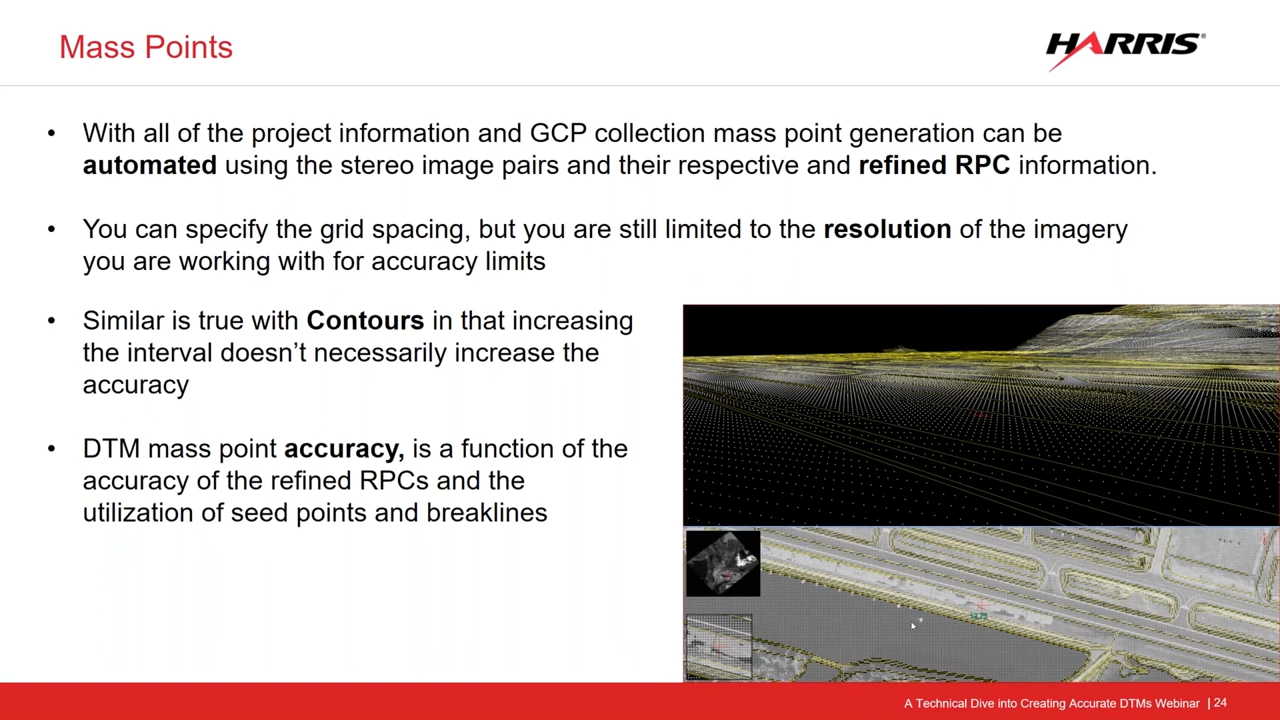 Mass Points
HARRIS®
• With all of the project information and GCP collection mass point generation can be
automated using the stereo image pairs and their respective and refined RPC information.
• You can specify the grid spacing, but you are still limited to the resolution of the imagery
you are working with for accuracy limits
• Similar is true with Contours in that increasing
the interval doesn’t necessarily increase the
accuracy
• DTM mass point accuracy, is a function of the
accuracy of the refined RPCs and the
utilization of seed points and breaklines
A Technical Dive into Creating Accurate DTMs Webinar | 24